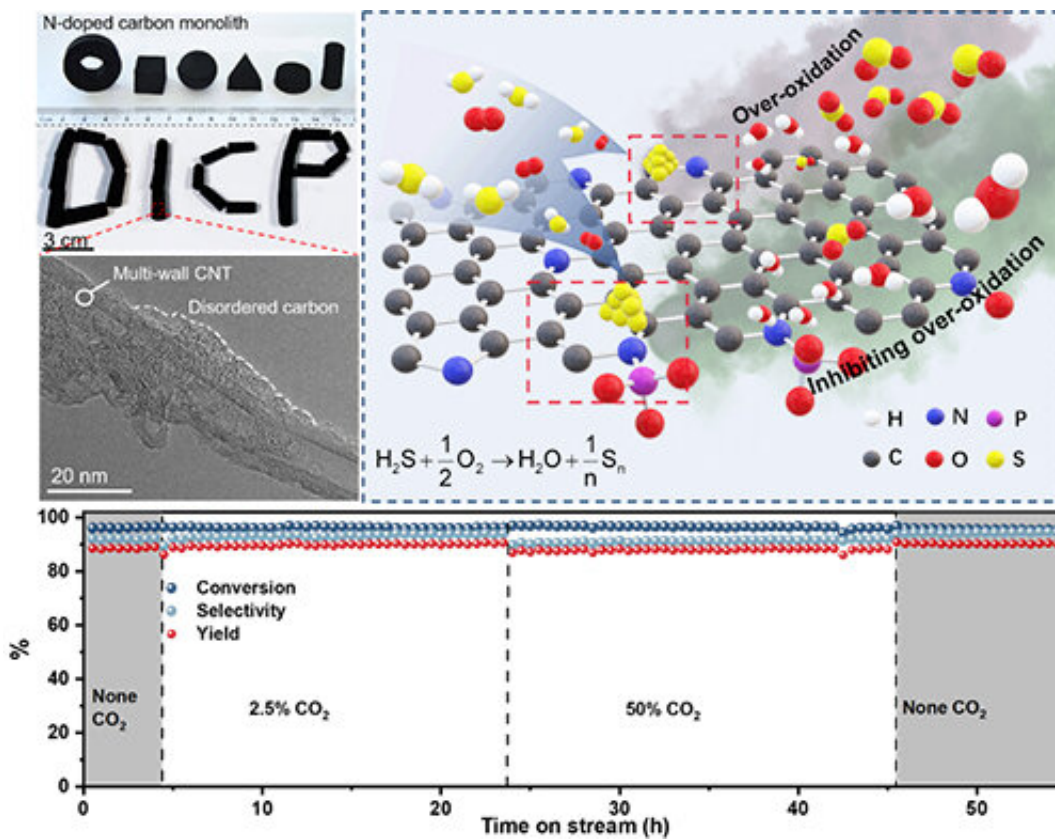 N-doped carbon monolith
DICP
3 cm
Multi-wall CNT
Disordered carbon
20 nm
Over-oxidation
Inhibiting over-oxidation
H N P
C O S
H₂S + 1/2 O₂ → H₂O + 1/n Sₙ
100
80
60
40
20
0
%
Conversion
Selectivity
Yield
None
CO₂
2.5% CO₂
50% CO₂
None CO₂
0 10 20 30 40 50
Time on stream (h)